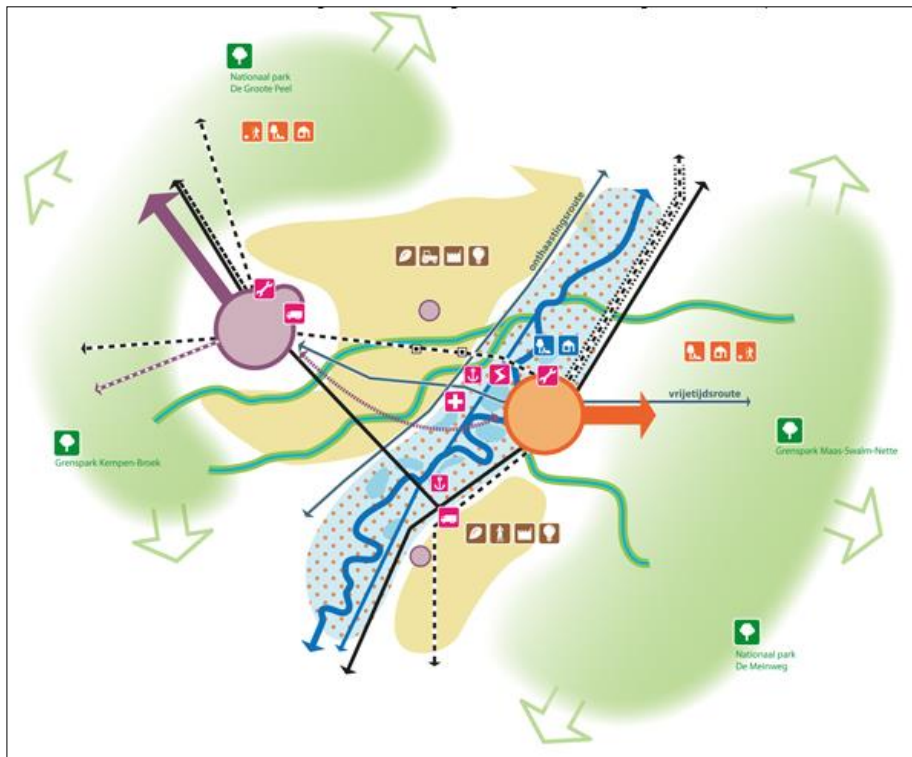 Nationaal park
De Groote Peel
onthaastingsroute
vrijetijdsroute
Grenspark Kempen-Broek
Grenspark Maas-Swalm-Nette
Nationaal park
De Meinweg